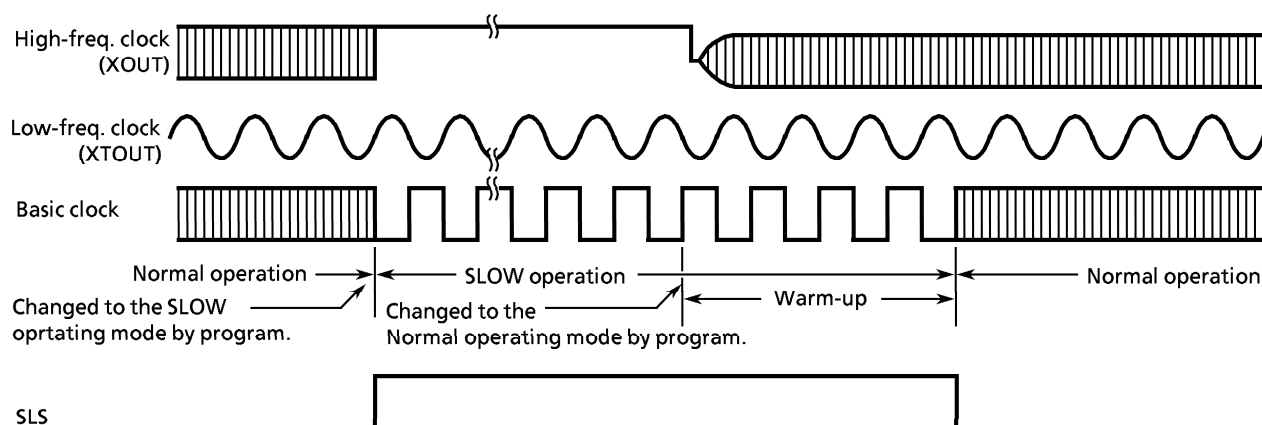 High-freq. clock
(XOUT)
Low-freq. clock
(XTOUT)
Basic clock
Normal operation
SLOW operation
Normal operation
Changed to the SLOW
oprtating mode by program.
Changed to the
Normal operating mode by program.
Warm-up
SLS